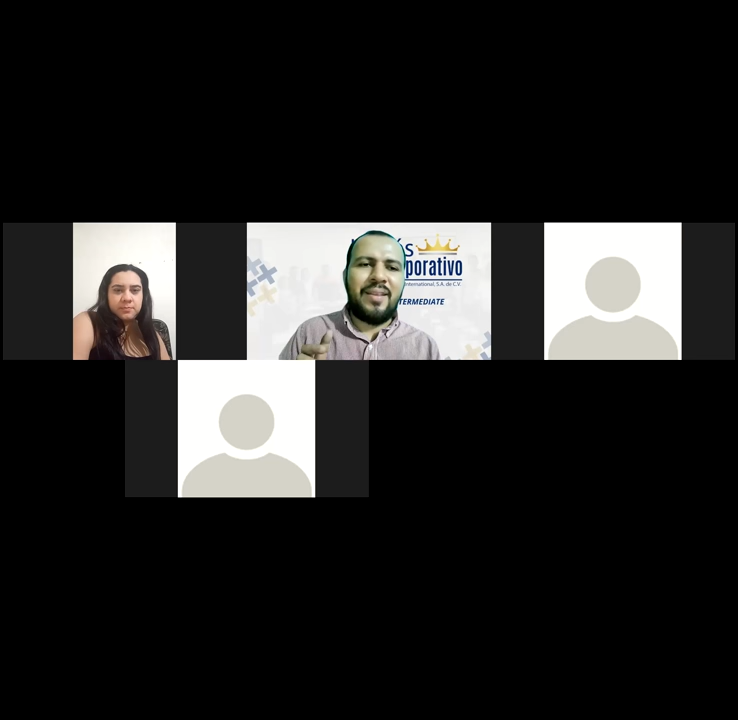 porativo
International, S.A. de C.V.
TERMEDIATE